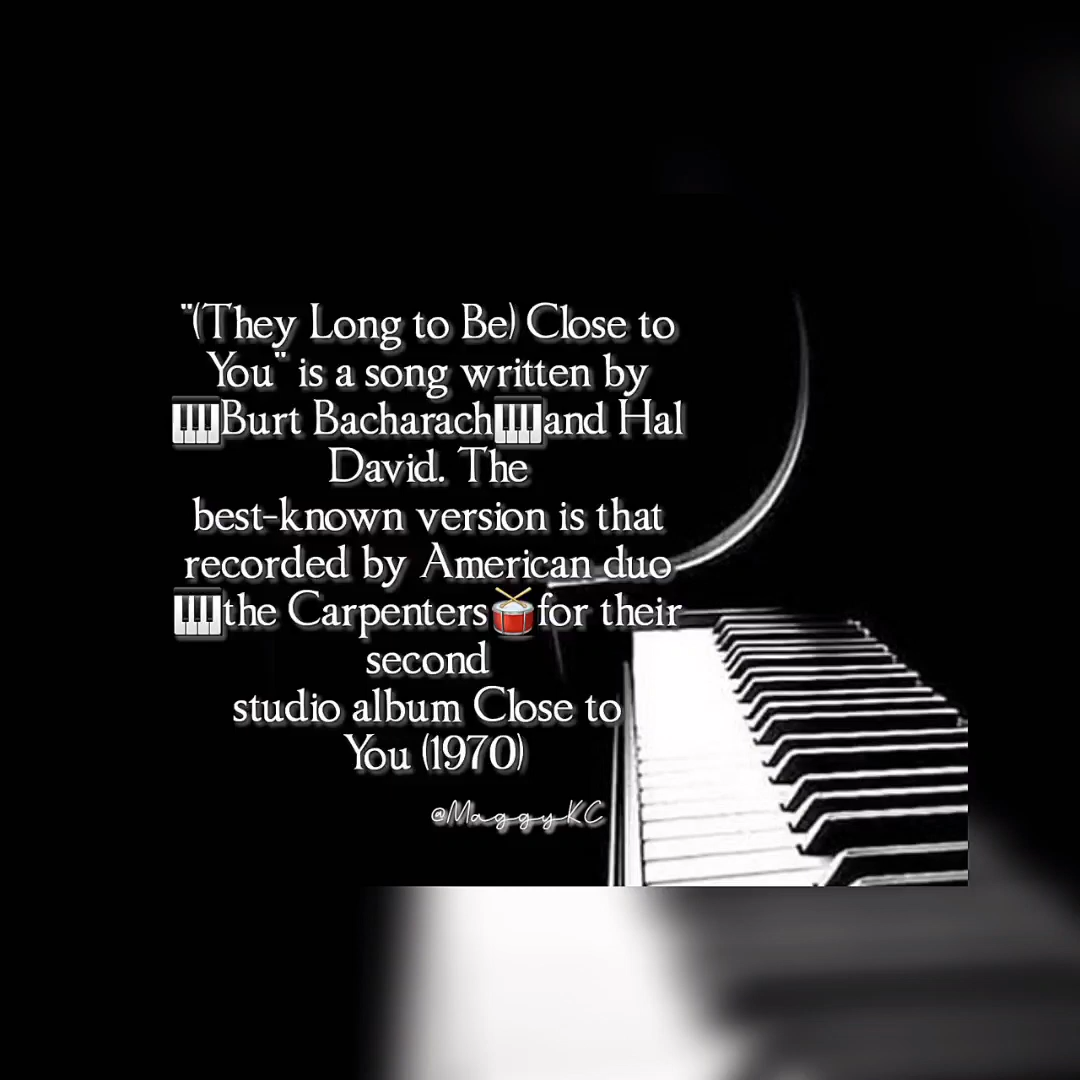 "(They Long to Be) Close to
You" is a song written by
🎹Burt Bacharach🎹and Hal
David. The
best-known version is that
recorded by American duo
🎹the Carpenters🥁for their
second
studio album Close to
You (1970)
@MaggyKC